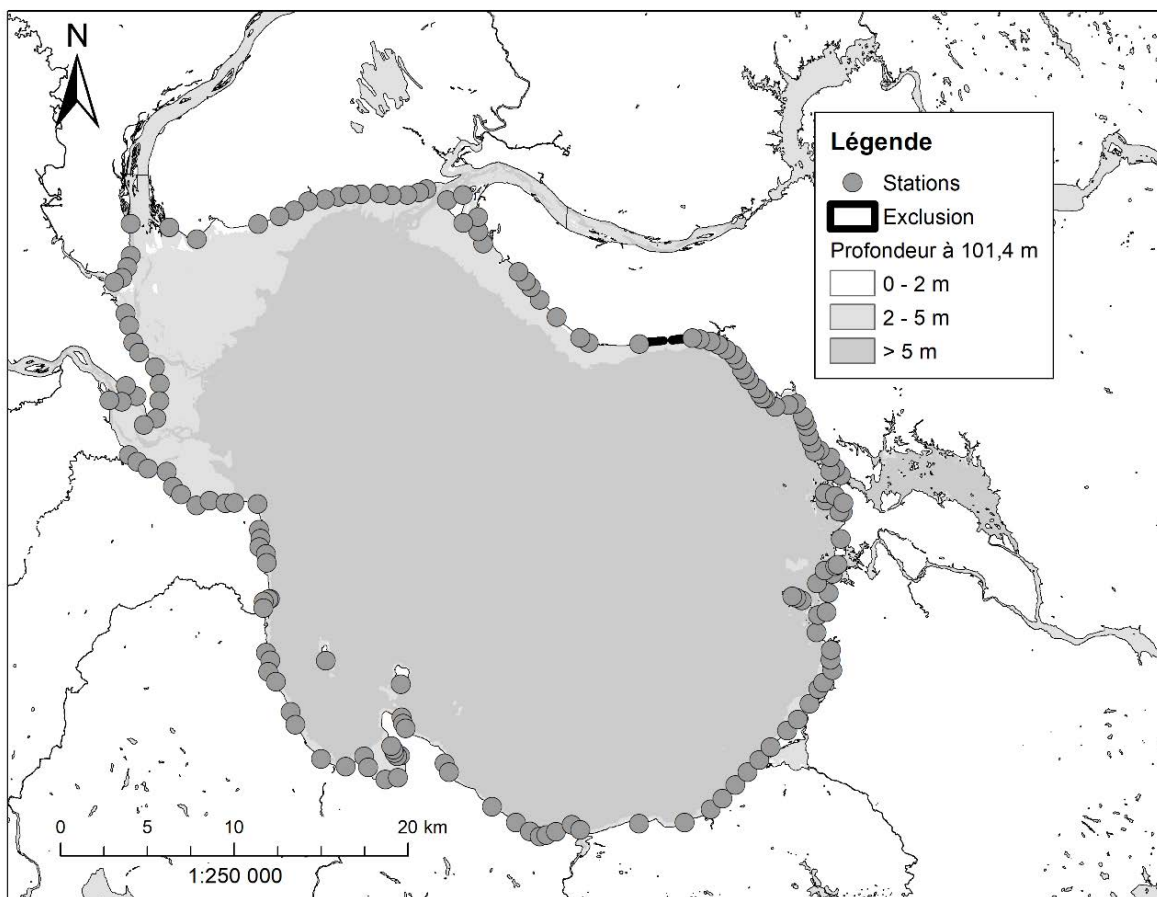 N
Légende
Stations
Exclusion
Profondeur à 101,4 m
0 - 2 m
2 - 5 m
> 5 m
0 5 10 20 km
1:250 000